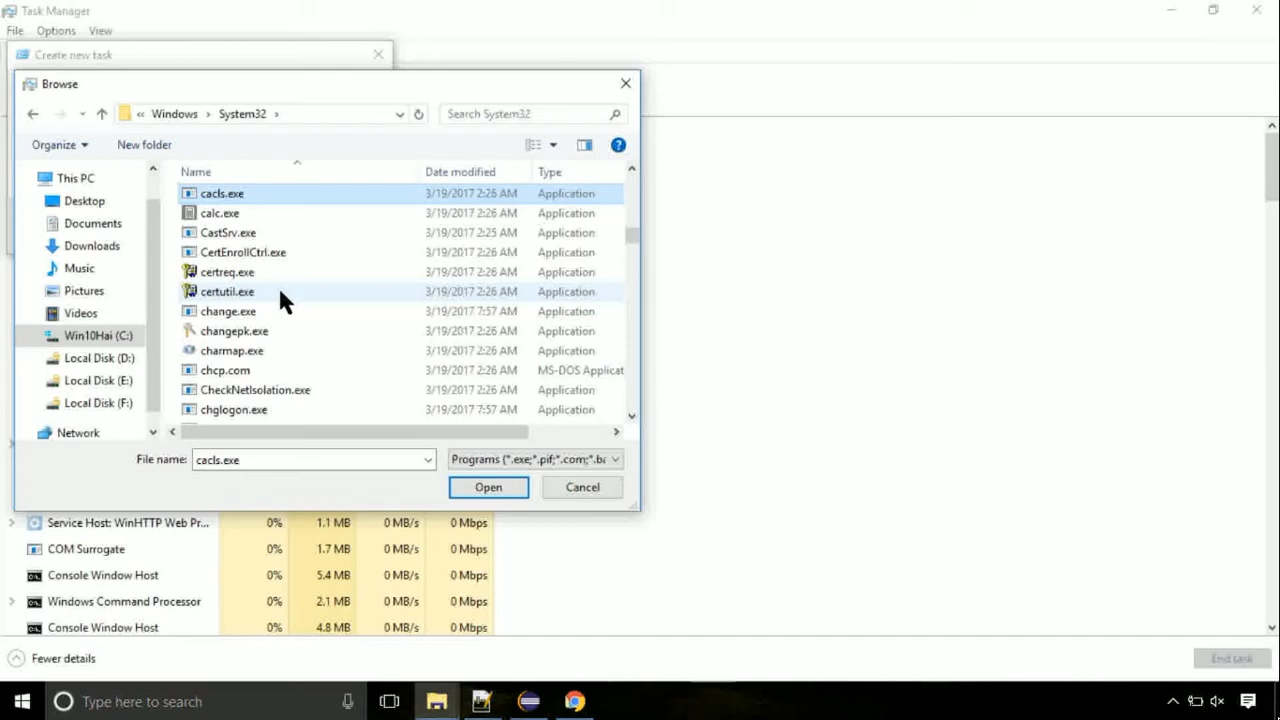 Task Manager
File Options View
Create new task
Browse
« Windows › System32 ›
Search System32
Organize New folder
This PC
Desktop
Documents
Downloads
Music
Pictures
Videos
Win10Hai (C:)
Local Disk (D:)
Local Disk (E:)
Local Disk (F:)
Network
Name Date modified Type
cacls.exe 3/19/2017 2:26 AM Application
calc.exe 3/19/2017 2:26 AM Application
CastSrv.exe 3/19/2017 2:25 AM Application
CertEnrollCtrl.exe 3/19/2017 2:26 AM Application
certreq.exe 3/19/2017 2:26 AM Application
certutil.exe 3/19/2017 2:26 AM Application
change.exe 3/19/2017 7:57 AM Application
changepk.exe 3/19/2017 2:26 AM Application
charmap.exe 3/19/2017 2:26 AM Application
chcp.com 3/19/2017 2:26 AM MS-DOS Applicat
CheckNetIsolation.exe 3/19/2017 2:26 AM Application
chglogon.exe 3/19/2017 7:57 AM Application
File name: cacls.exe Programs (*.exe;*.pif;*.com;*.ba
Open Cancel
Service Host: WinHTTP Web Pr... 0% 1.1 MB 0 MB/s 0 Mbps
COM Surrogate 0% 1.7 MB 0 MB/s 0 Mbps
Console Window Host 0% 5.4 MB 0 MB/s 0 Mbps
Windows Command Processor 0% 2.1 MB 0 MB/s 0 Mbps
Console Window Host 0% 4.8 MB 0 MB/s 0 Mbps
Fewer details
End task
Type here to search